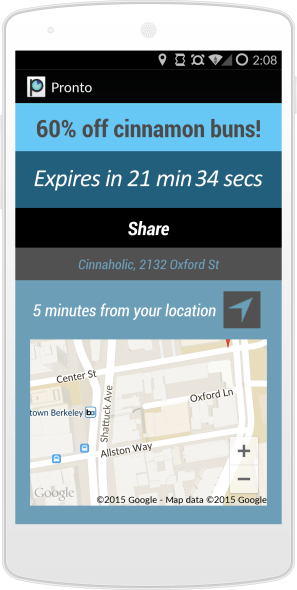 2:08
Pronto
60% off cinnamon buns!
Expires in 21 min 34 secs
Share
Cinnaholic, 2132 Oxford St
5 minutes from your location
Center St
Oxford Ln
town Berkeley b
Shattuck Ave
Allston Way
+
−
Google
©2015 Google - Map data ©2015 Google